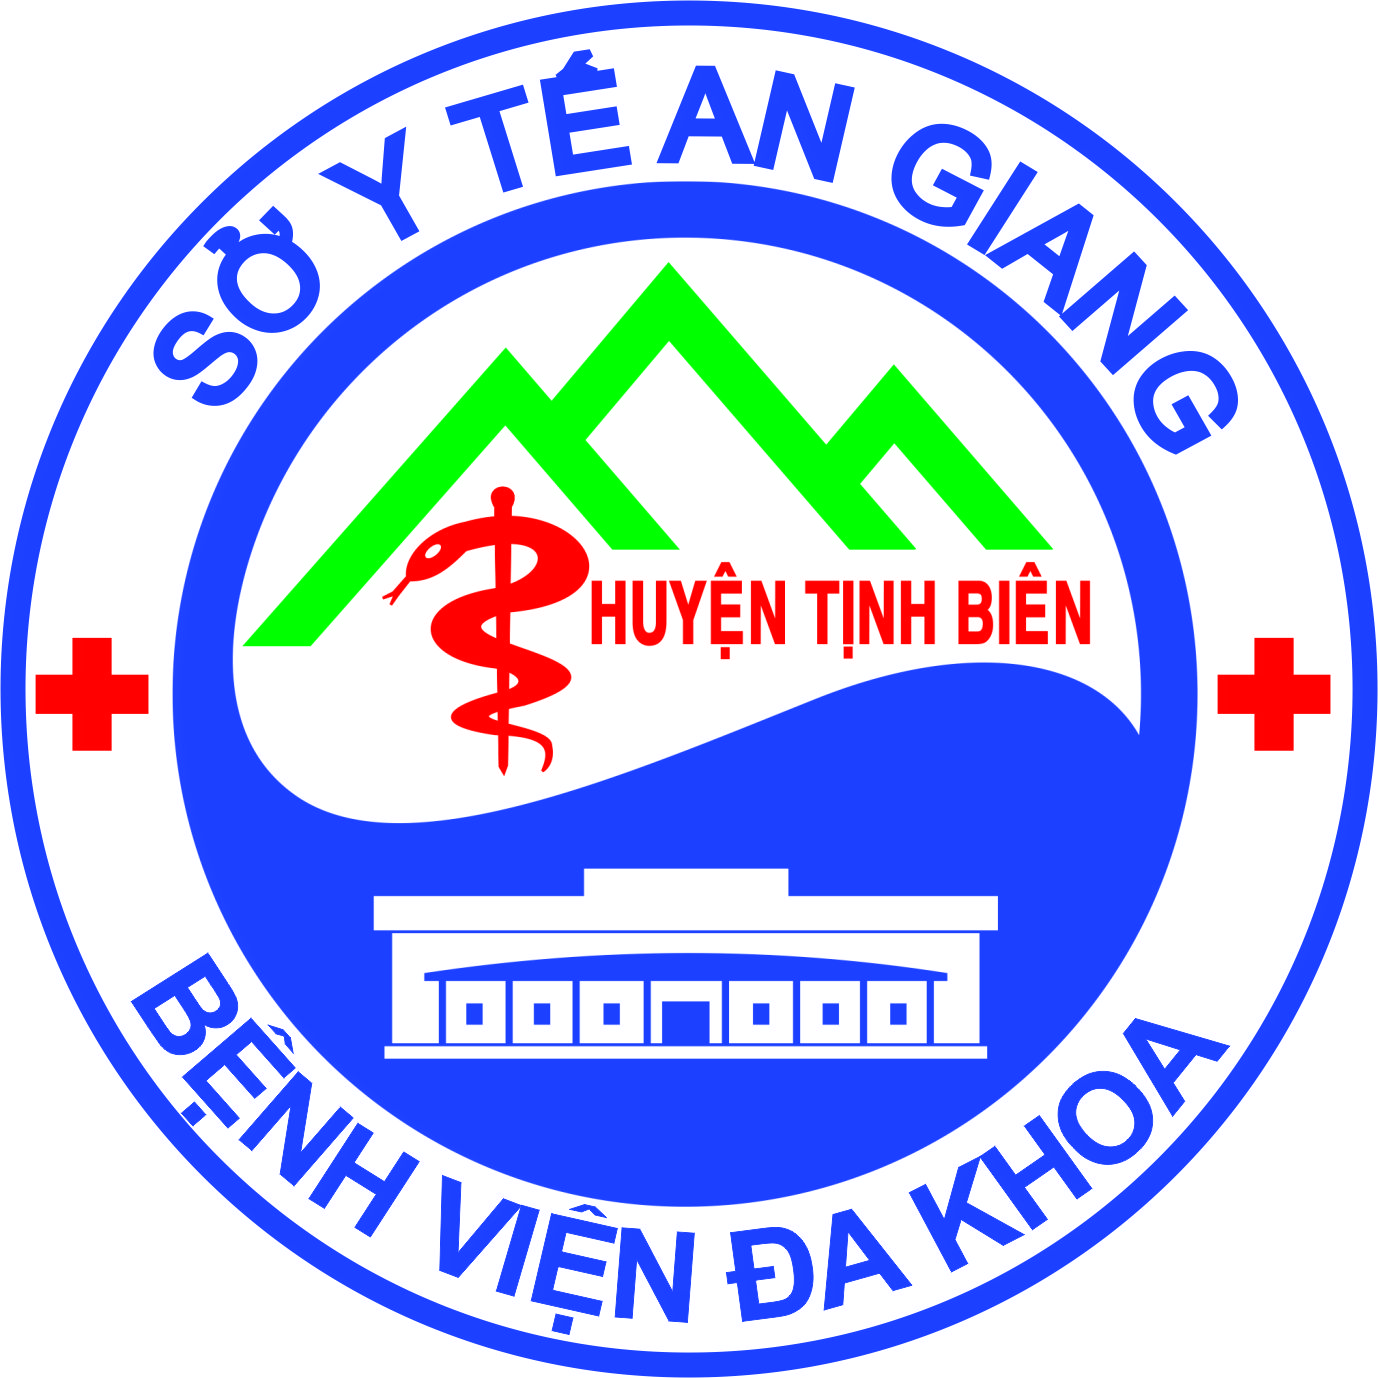 SỞ Y TẾ AN GIANG
HUYỆN TỊNH BIÊN
BỆNH VIỆN ĐA KHOA